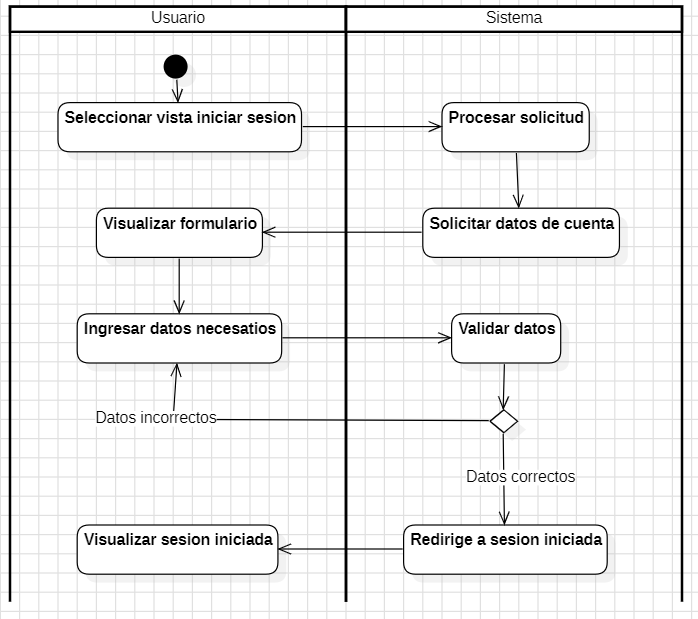 Usuario
Sistema
Seleccionar vista iniciar sesion
Procesar solicitud
Visualizar formulario
Solicitar datos de cuenta
Ingresar datos necesatios
Validar datos
Datos incorrectos
Datos correctos
Visualizar sesion iniciada
Redirige a sesion iniciada